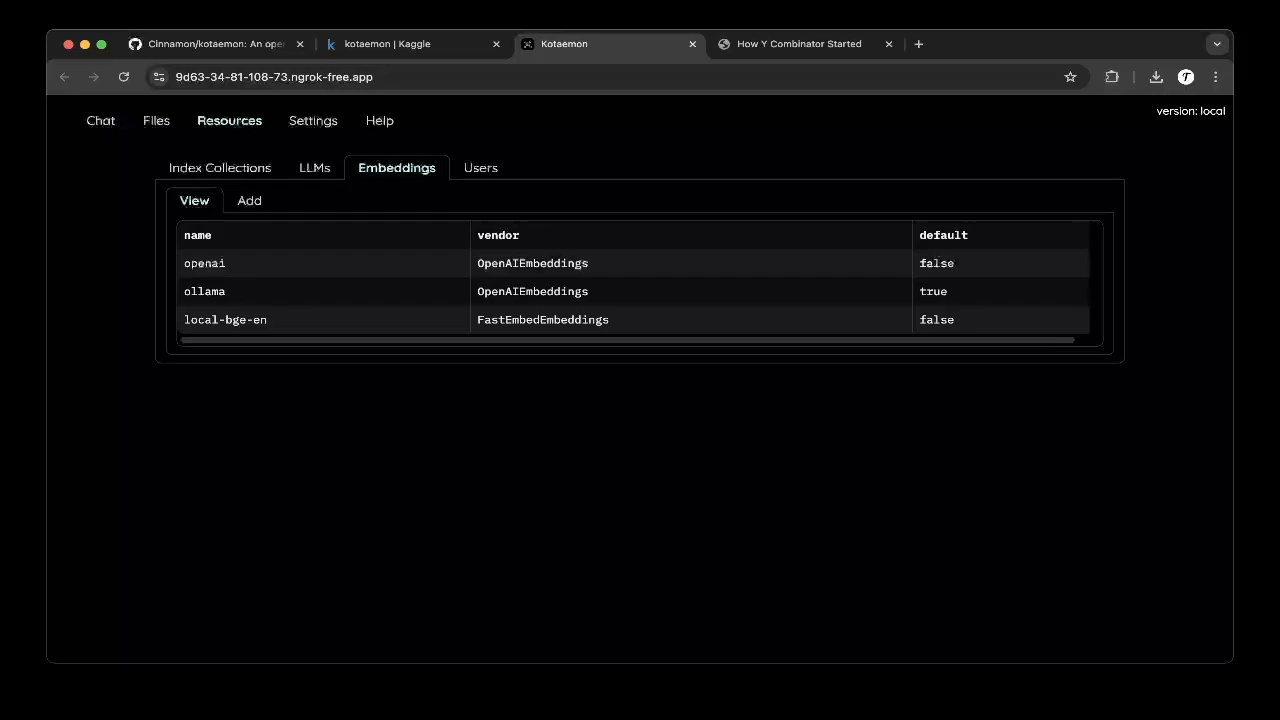 Cinnamon/kotaemon: An ope
kotaemon | Kaggle
Kotaemon
How Y Combinator Started
9d63-34-81-108-73.ngrok-free.app
version: local
Chat Files Resources Settings Help
Index Collections LLMs Embeddings Users
View Add
name vendor default
openai OpenAIEmbeddings false
ollama OpenAIEmbeddings true
local-bge-en FastEmbedEmbeddings false